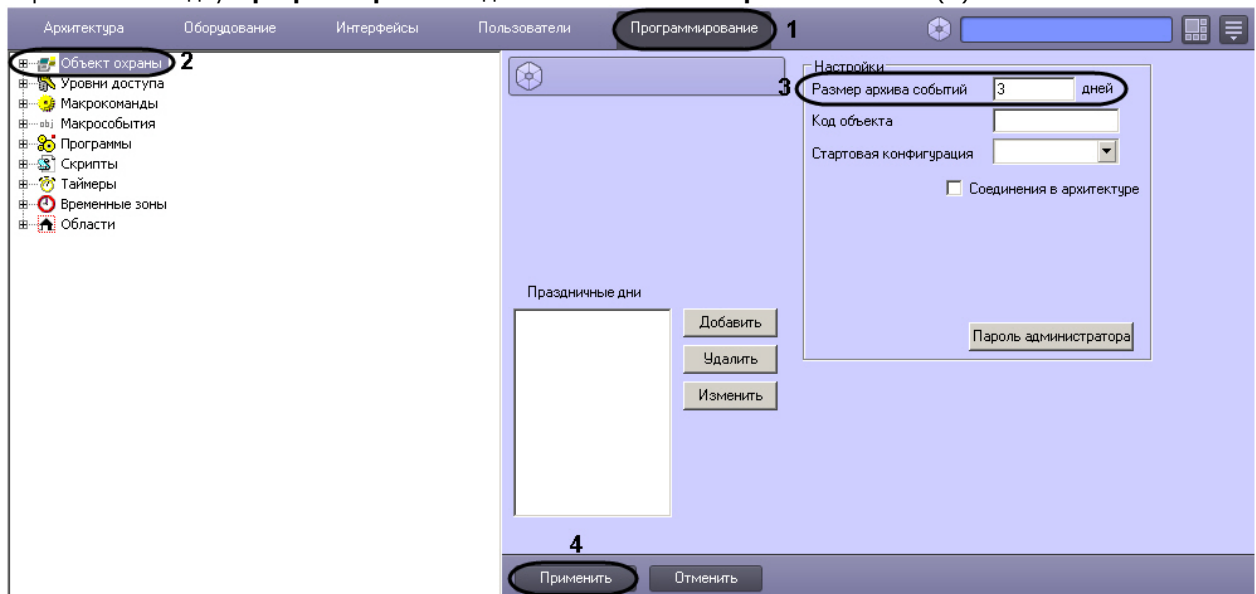 Архитектура Оборудование Интерфейсы Пользователи Программирование 1
Объект охраны 2
Уровни доступа
Макрокоманды
obj Макрособытия
Программы
Скрипты
Таймеры
Временные зоны
Области
Настройки
3 Размер архива событий 3 дней
Код объекта
Стартовая конфигурация
Соединения в архитектуре
Пароль администратора
Праздничные дни
Добавить
Удалить
Изменить
4
Применить Отменить